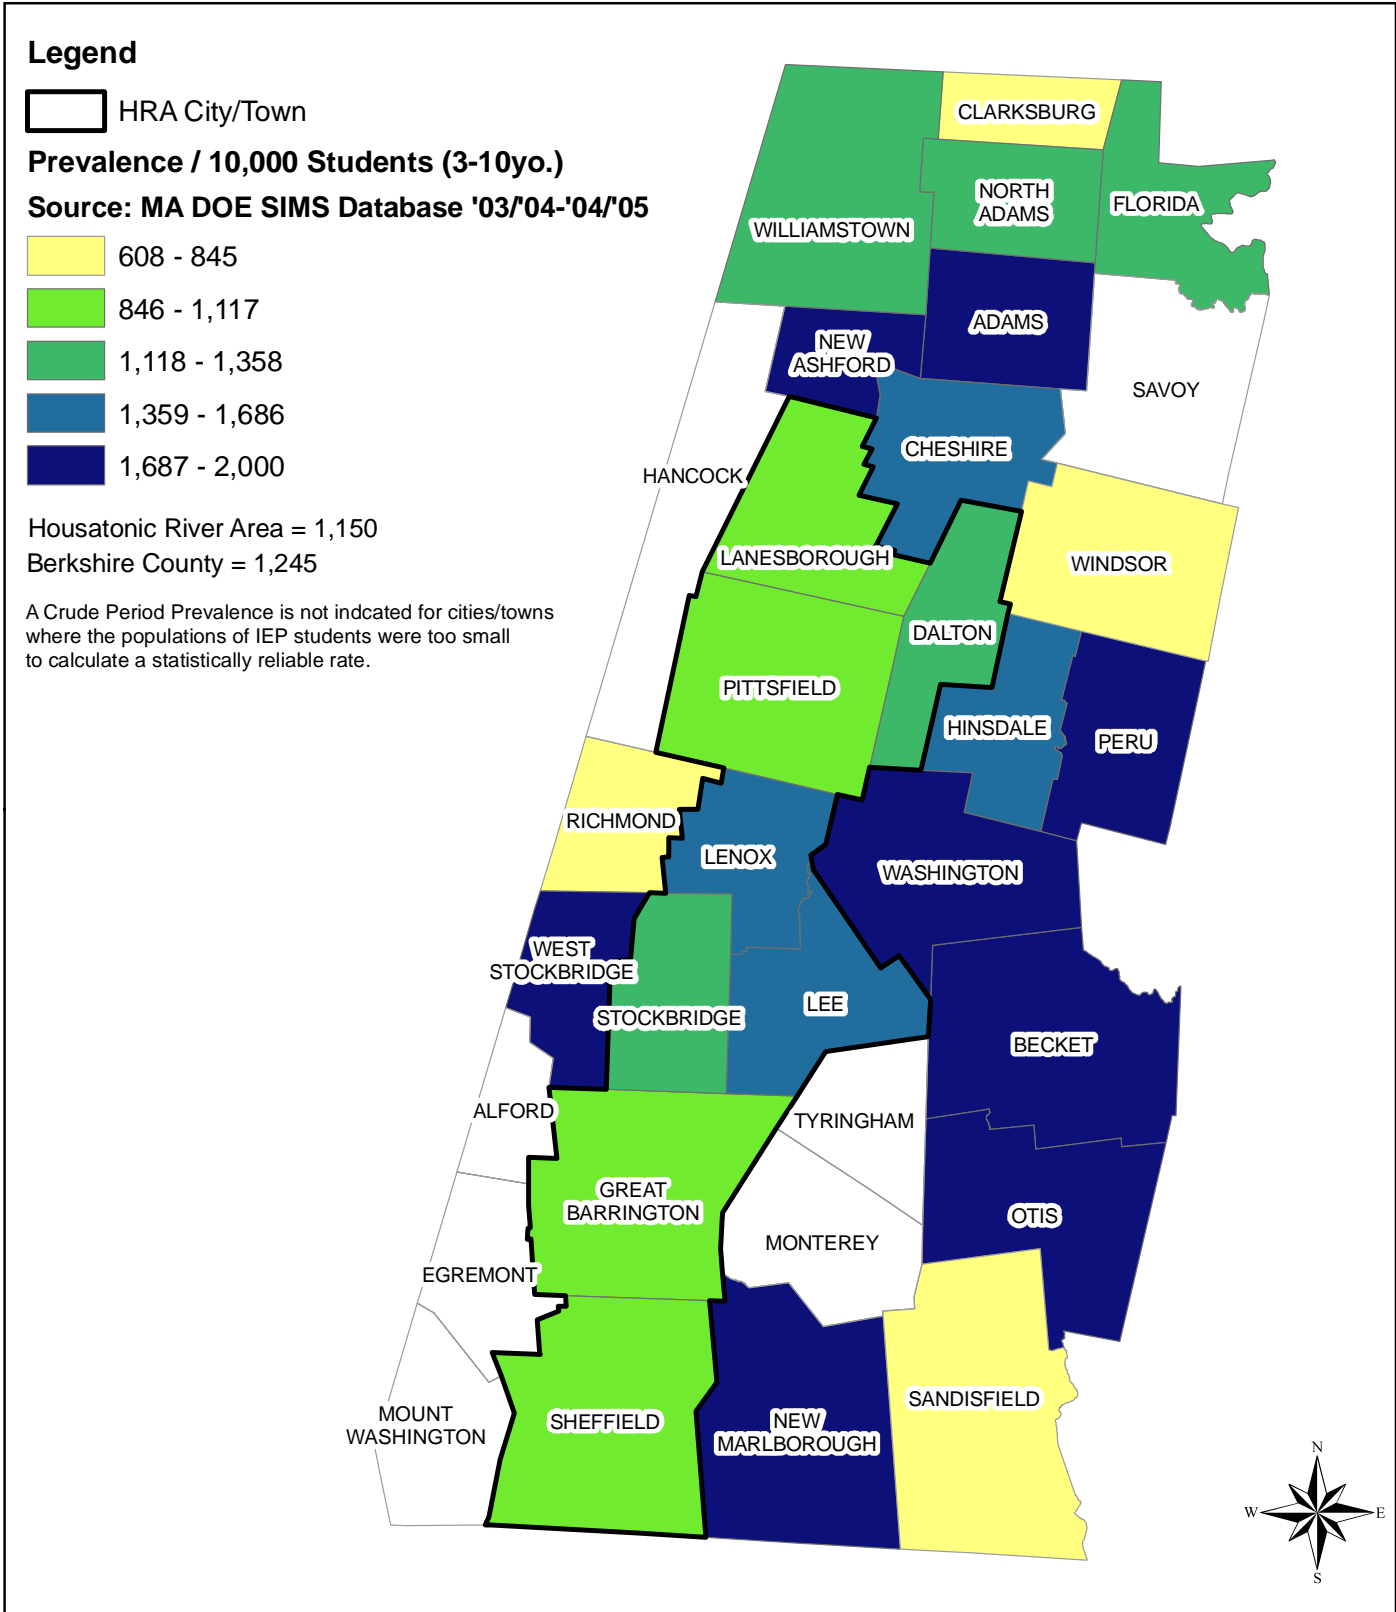 Legend
HRA City/Town
Prevalence / 10,000 Students (3-10yo.)
Source: MA DOE SIMS Database '03/'04-'04/'05
608 - 845
846 - 1,117
1,118 - 1,358
1,359 - 1,686
1,687 - 2,000
Housatonic River Area = 1,150
Berkshire County = 1,245
A Crude Period Prevalence is not indcated for cities/towns
where the populations of IEP students were too small
to calculate a statistically reliable rate.
CLARKSBURG
NORTH
ADAMS
FLORIDA
WILLIAMSTOWN
ADAMS
NEW
ASHFORD
SAVOY
CHESHIRE
HANCOCK
LANESBOROUGH
WINDSOR
DALTON
PITTSFIELD
HINSDALE
PERU
RICHMOND
LENOX
WASHINGTON
WEST
STOCKBRIDGE
LEE
STOCKBRIDGE
BECKET
ALFORD
TYRINGHAM
GREAT
BARRINGTON
OTIS
MONTEREY
EGREMONT
SANDISFIELD
MOUNT
WASHINGTON
SHEFFIELD
NEW
MARLBOROUGH
N
W
E
S